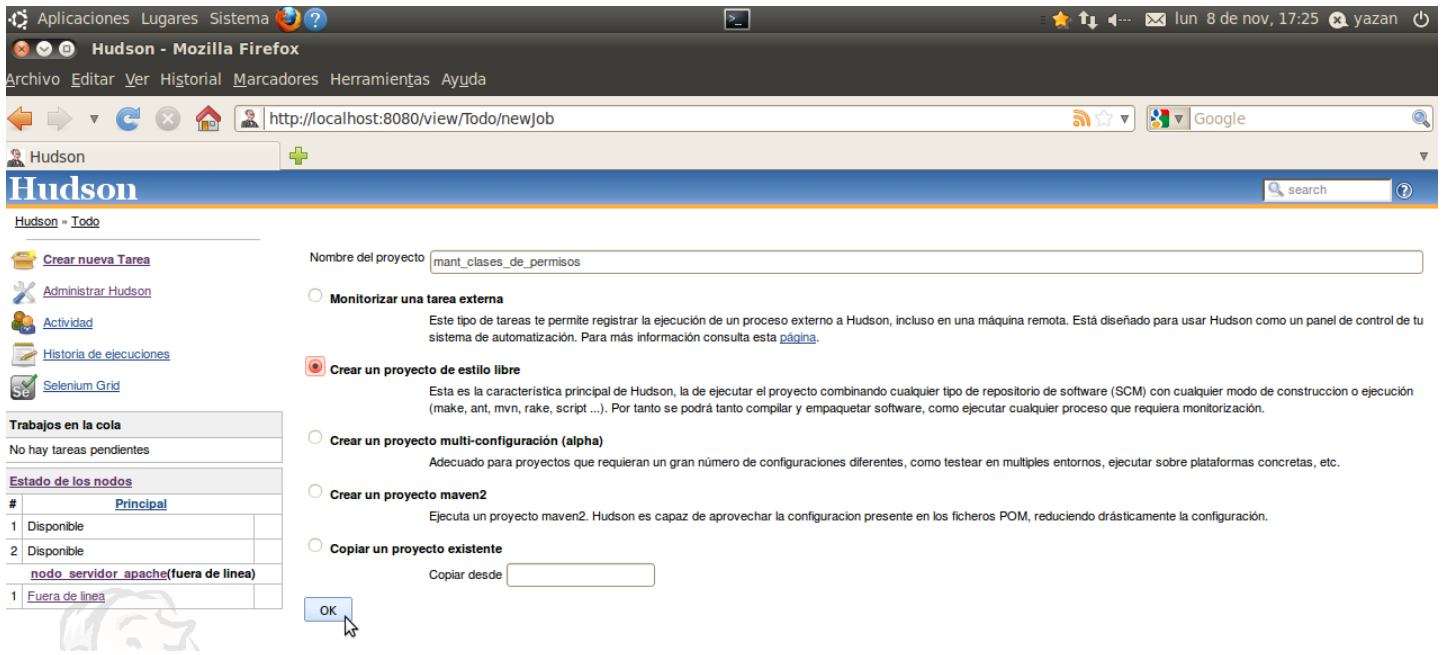 Aplicaciones Lugares Sistema
lun 8 de nov, 17:25 yazan
Hudson - Mozilla Firefox
Archivo Editar Ver Historial Marcadores Herramientas Ayuda
http://localhost:8080/view/Todo/newJob
Google
Hudson
Hudson
search
Hudson » Todo
Crear nueva Tarea
Administrar Hudson
Actividad
Historia de ejecuciones
Se
Selenium Grid
Trabajos en la cola
No hay tareas pendientes
Estado de los nodos
# Principal
1 Disponible
2 Disponible
nodo_servidor_apache(fuera de linea)
1 Fuera de linea
Nombre del proyecto mant_clases_de_permisos
Monitorizar una tarea externa
Este tipo de tareas te permite registrar la ejecución de un proceso externo a Hudson, incluso en una máquina remota. Está diseñado para usar Hudson como un panel de control de tu
sistema de automatización. Para más información consulta esta página.
Crear un proyecto de estilo libre
Esta es la característica principal de Hudson, la de ejecutar el proyecto combinando cualquier tipo de repositorio de software (SCM) con cualquier modo de construccion o ejecución
(make, ant, mvn, rake, script ...). Por tanto se podrá tanto compilar y empaquetar software, como ejecutar cualquier proceso que requiera monitorización.
Crear un proyecto multi-configuración (alpha)
Adecuado para proyectos que requieran un gran número de configuraciones diferentes, como testear en multiples entornos, ejecutar sobre plataformas concretas, etc.
Crear un proyecto maven2
Ejecuta un proyecto maven2. Hudson es capaz de aprovechar la configuracion presente en los ficheros POM, reduciendo drásticamente la configuración.
Copiar un proyecto existente
Copiar desde
OK